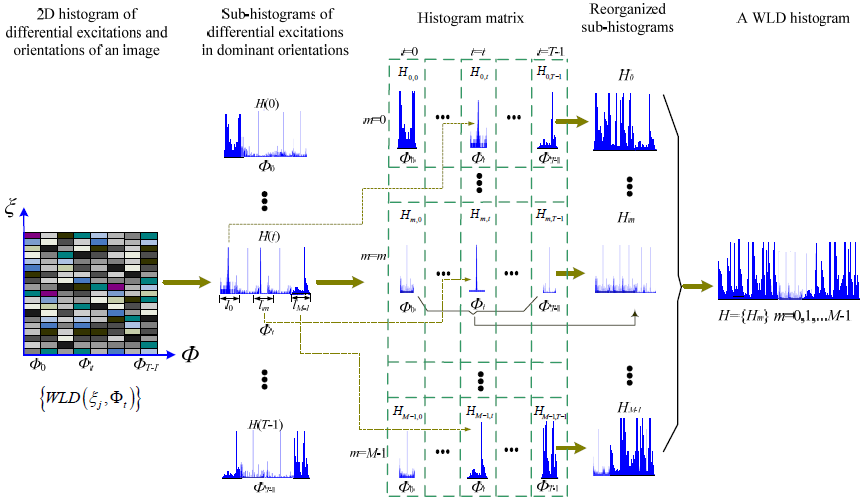 2D histogram of
differential excitations and
orientations of an image
Sub-histograms of
differential excitations
in dominant orientations
Histogram matrix
Reorganized
sub-histograms
A WLD histogram
t=0
t=t
t=T-1
H0,0
H0,t
H0,T-1
H0
H(0)
m=0
Φ0
Φ0
Φt
ΦT-1
ξ
H(t)
Hm,0
Hm,t
Hm,T-1
Hm
m=m
l0
lm
lM-1
Φt
Φ0
Φt
ΦT-1
H={Hm} m=0,1,...M-1
Φ0
Φt
ΦT-1
Φ
{WLD(ξj,Φt)}
H(T-1)
HM-1,0
HM-1,t
HM-1,T-1
HM-1
m=M-1
ΦT-1
Φ0
Φt
ΦT-1